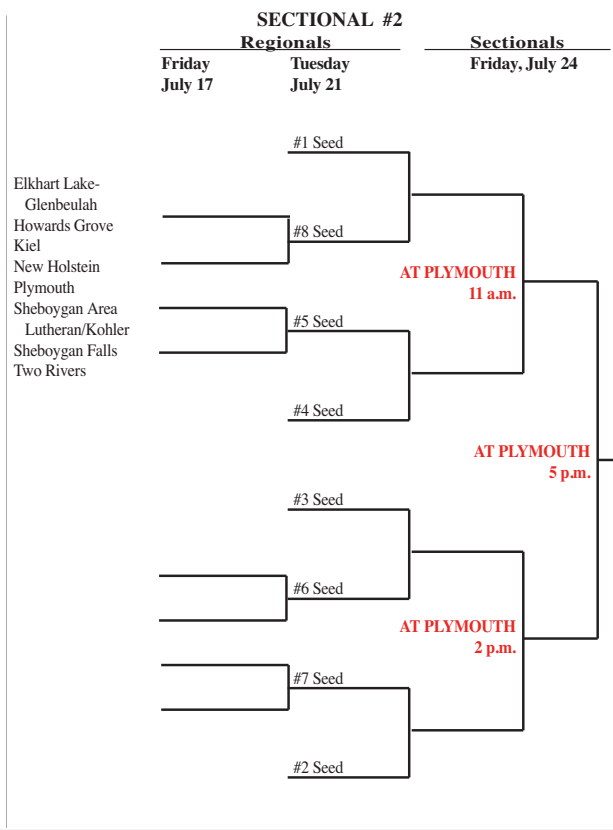 SECTIONAL #2
Regionals
Sectionals
Friday
July 17
Tuesday
July 21
Friday, July 24
#1 Seed
Elkhart Lake-
Glenbeulah
Howards Grove
Kiel
New Holstein
Plymouth
Sheboygan Area
Lutheran/Kohler
Sheboygan Falls
Two Rivers
#8 Seed
AT PLYMOUTH
11 a.m.
#5 Seed
#4 Seed
AT PLYMOUTH
5 p.m.
#3 Seed
#6 Seed
AT PLYMOUTH
2 p.m.
#7 Seed
#2 Seed